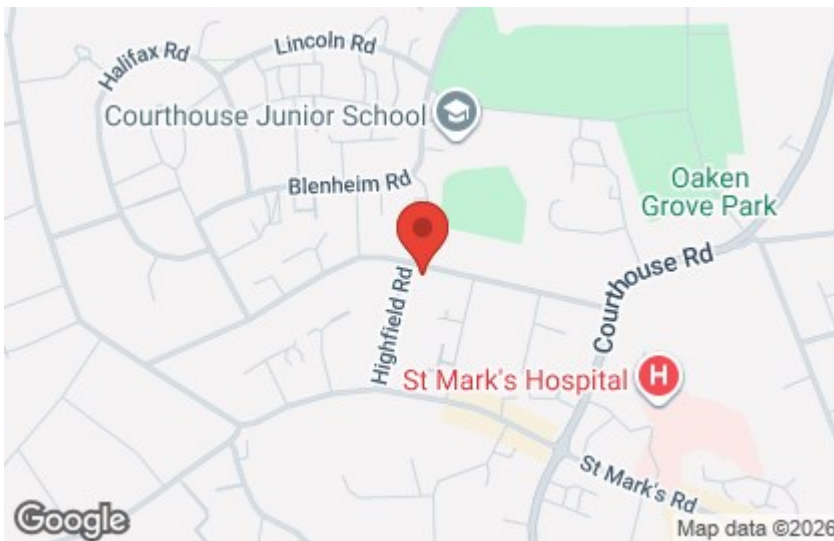 Lincoln Rd
Halifax Rd
Courthouse Junior School
Blenheim Rd
Oaken
Grove Park
Courthouse Rd
Highfield Rd
St Mark's Hospital
H
St Mark's Rd
Google
Map data ©2026